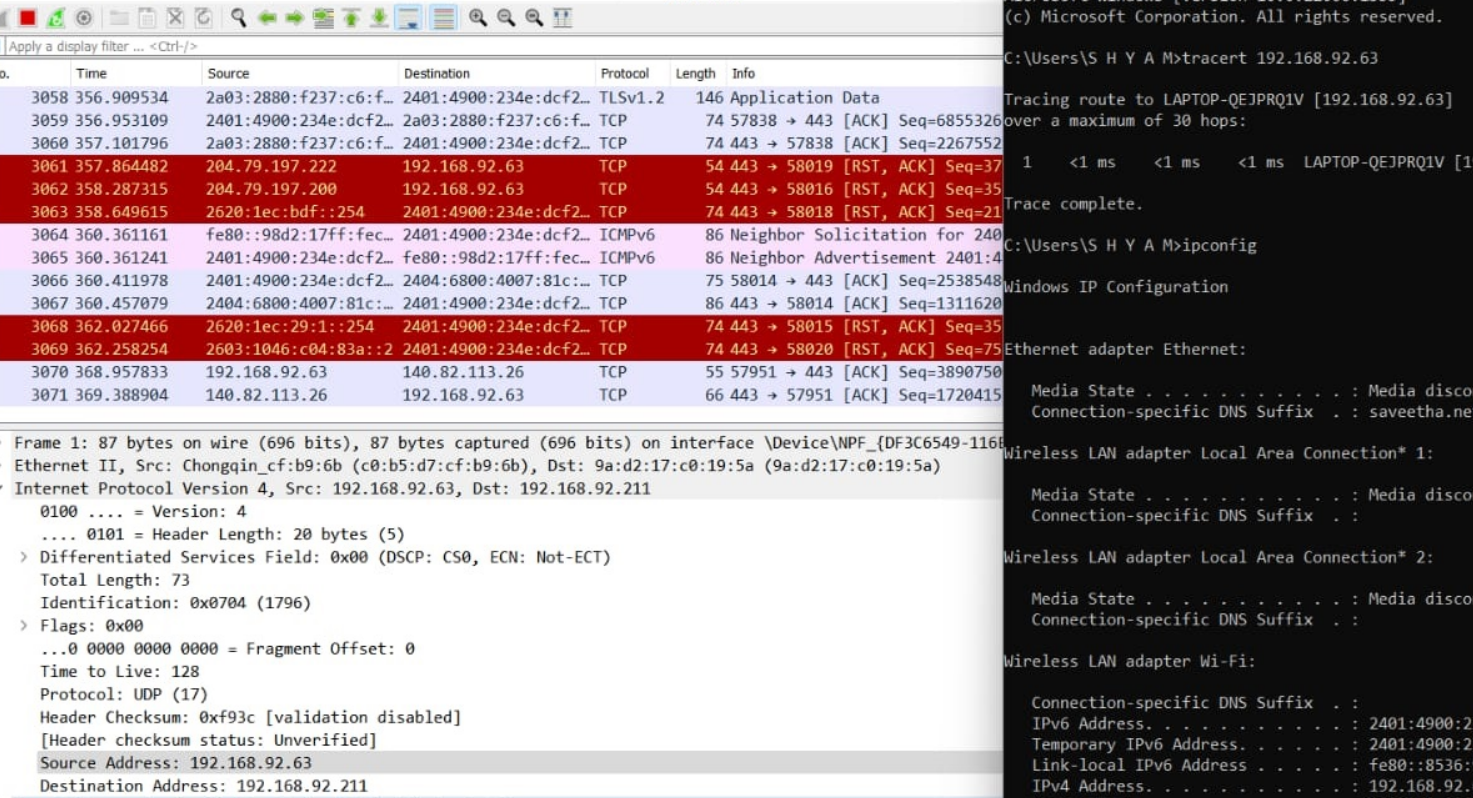 Apply a display filter ... <Ctrl-/>
Time Source Destination Protocol Length Info
3058 356.909534 2a03:2880:f237:c6:f… 2401:4900:234e:dcf2… TLSv1.2 146 Application Data
3059 356.953109 2401:4900:234e:dcf2… 2a03:2880:f237:c6:f… TCP 74 57838 → 443 [ACK] Seq=6855326
3060 357.101796 2a03:2880:f237:c6:f… 2401:4900:234e:dcf2… TCP 74 443 → 57838 [ACK] Seq=2267552
3061 357.864482 204.79.197.222 192.168.92.63 TCP 54 443 → 58019 [RST, ACK] Seq=37
3062 358.287315 204.79.197.200 192.168.92.63 TCP 54 443 → 58016 [RST, ACK] Seq=35
3063 358.649615 2620:1ec:bdf::254 2401:4900:234e:dcf2… TCP 74 443 → 58018 [RST, ACK] Seq=21
3064 360.361161 fe80::98d2:17ff:fec… 2401:4900:234e:dcf2… ICMPv6 86 Neighbor Solicitation for 240
3065 360.361241 2401:4900:234e:dcf2… fe80::98d2:17ff:fec… ICMPv6 86 Neighbor Advertisement 2401:4
3066 360.411978 2401:4900:234e:dcf2… 2404:6800:4007:81c:… TCP 75 58014 → 443 [ACK] Seq=2538548
3067 360.457079 2404:6800:4007:81c:… 2401:4900:234e:dcf2… TCP 86 443 → 58014 [ACK] Seq=1311620
3068 362.027466 2620:1ec:29:1::254 2401:4900:234e:dcf2… TCP 74 443 → 58015 [RST, ACK] Seq=35
3069 362.258254 2603:1046:c04:83a::2 2401:4900:234e:dcf2… TCP 74 443 → 58020 [RST, ACK] Seq=75
3070 368.957833 192.168.92.63 140.82.113.26 TCP 55 57951 → 443 [ACK] Seq=3890750
3071 369.388904 140.82.113.26 192.168.92.63 TCP 66 443 → 57951 [ACK] Seq=1720415
Frame 1: 87 bytes on wire (696 bits), 87 bytes captured (696 bits) on interface \Device\NPF_{DF3C6549-116E
Ethernet II, Src: Chongqin_cf:b9:6b (c0:b5:d7:cf:b9:6b), Dst: 9a:d2:17:c0:19:5a (9a:d2:17:c0:19:5a)
Internet Protocol Version 4, Src: 192.168.92.63, Dst: 192.168.92.211
0100 .... = Version: 4
.... 0101 = Header Length: 20 bytes (5)
> Differentiated Services Field: 0x00 (DSCP: CS0, ECN: Not-ECT)
Total Length: 73
Identification: 0x0704 (1796)
> Flags: 0x00
...0 0000 0000 0000 = Fragment Offset: 0
Time to Live: 128
Protocol: UDP (17)
Header Checksum: 0xf93c [validation disabled]
[Header checksum status: Unverified]
Source Address: 192.168.92.63
Destination Address: 192.168.92.211
(c) Microsoft Corporation. All rights reserved.
C:\Users\S H Y A M>tracert 192.168.92.63
Tracing route to LAPTOP-QEJPRQ1V [192.168.92.63]
over a maximum of 30 hops:
1 <1 ms <1 ms <1 ms LAPTOP-QEJPRQ1V [1
Trace complete.
C:\Users\S H Y A M>ipconfig
Windows IP Configuration
Ethernet adapter Ethernet:
Media State . . . . . . . . . . . : Media disco
Connection-specific DNS Suffix . : saveetha.ne
Wireless LAN adapter Local Area Connection* 1:
Media State . . . . . . . . . . . : Media disco
Connection-specific DNS Suffix . :
Wireless LAN adapter Local Area Connection* 2:
Media State . . . . . . . . . . . : Media disco
Connection-specific DNS Suffix . :
Wireless LAN adapter Wi-Fi:
Connection-specific DNS Suffix . :
IPv6 Address. . . . . . . . . . . : 2401:4900:2
Temporary IPv6 Address. . . . . . : 2401:4900:2
Link-local IPv6 Address . . . . . : fe80::8536:
IPv4 Address. . . . . . . . . . . : 192.168.92.